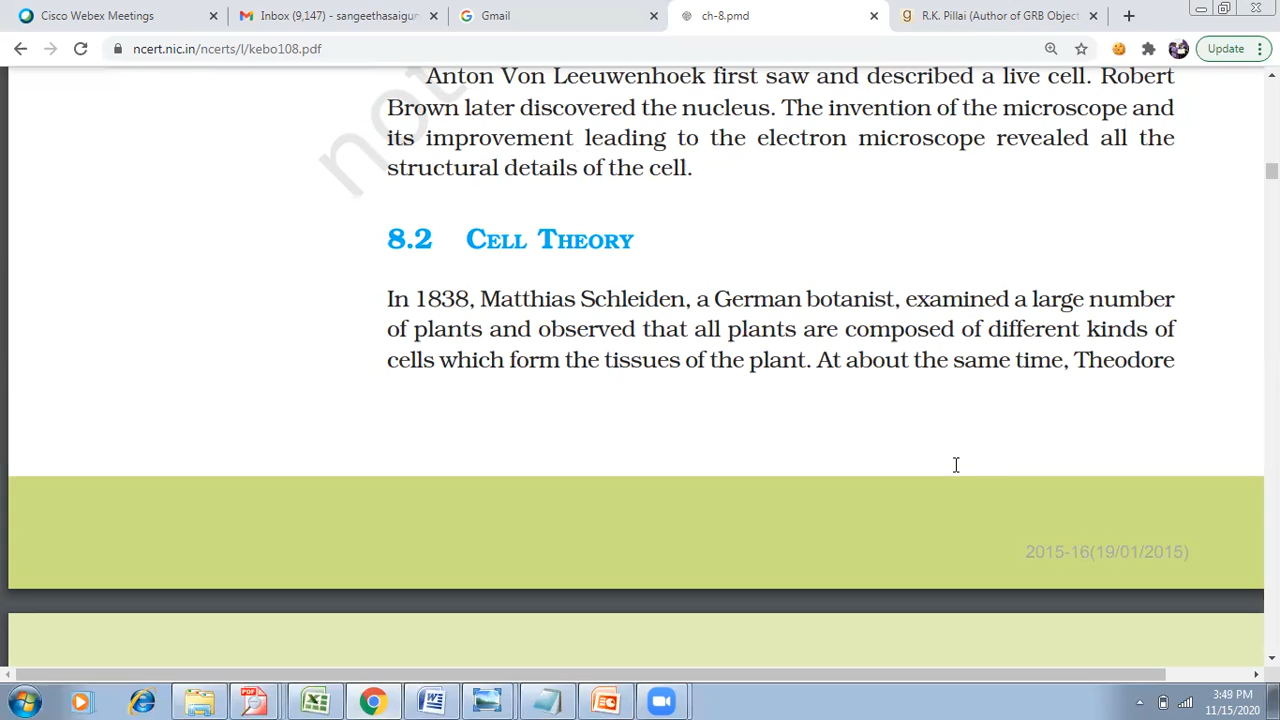 Cisco Webex Meetings
Inbox (9,147) - sangeethasaigun
Gmail
ch-8.pmd
R.K. Pillai (Author of GRB Object
ncert.nic.in/ncerts/l/kebo108.pdf
Update
not
Anton Von Leeuwenhoek first saw and described a live cell. Robert
Brown later discovered the nucleus. The invention of the microscope and
its improvement leading to the electron microscope revealed all the
structural details of the cell.
8.2 CELL THEORY
In 1838, Matthias Schleiden, a German botanist, examined a large number
of plants and observed that all plants are composed of different kinds of
cells which form the tissues of the plant. At about the same time, Theodore
2015-16(19/01/2015)
3:49 PM
11/15/2020